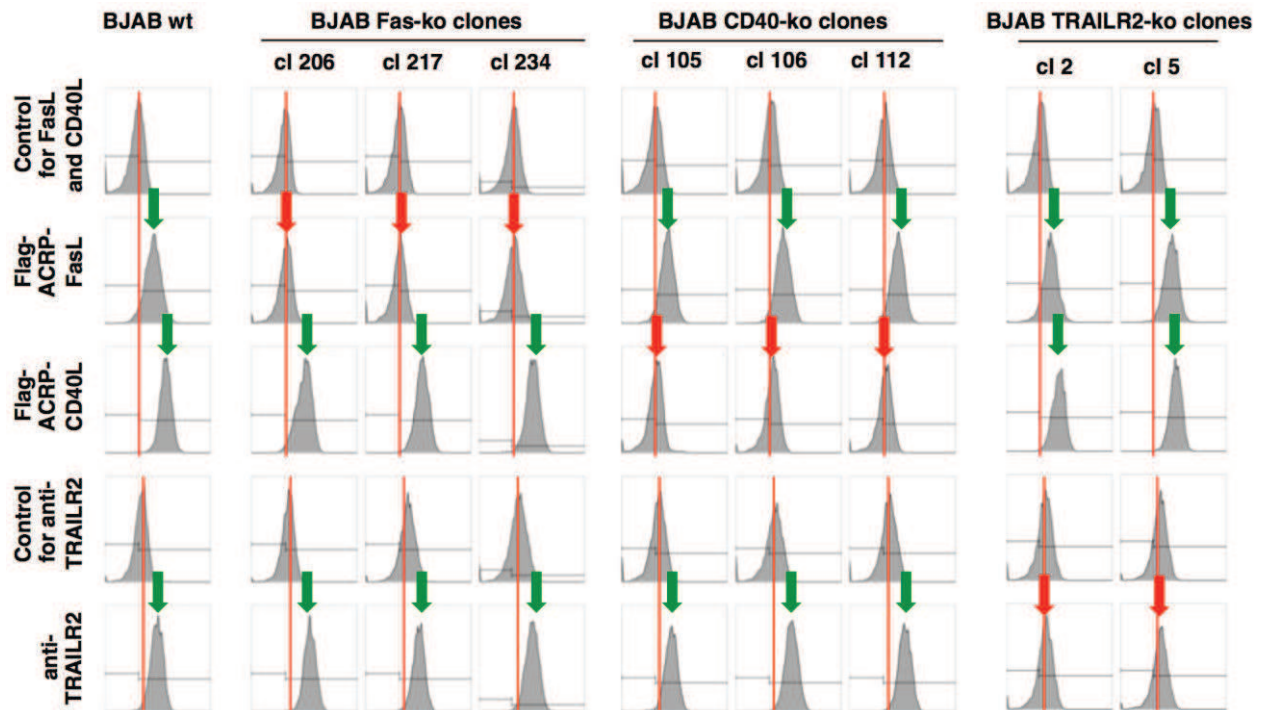 BJAB wt
BJAB Fas-ko clones
BJAB CD40-ko clones
BJAB TRAILR2-ko clones
cl 206
cl 217
cl 234
cl 105
cl 106
cl 112
cl 2
cl 5
Control
for FasL
and CD40L
Flag-
ACRP-
FasL
Flag-
ACRP-
CD40L
Control
for anti-
TRAILR2
anti-
TRAILR2